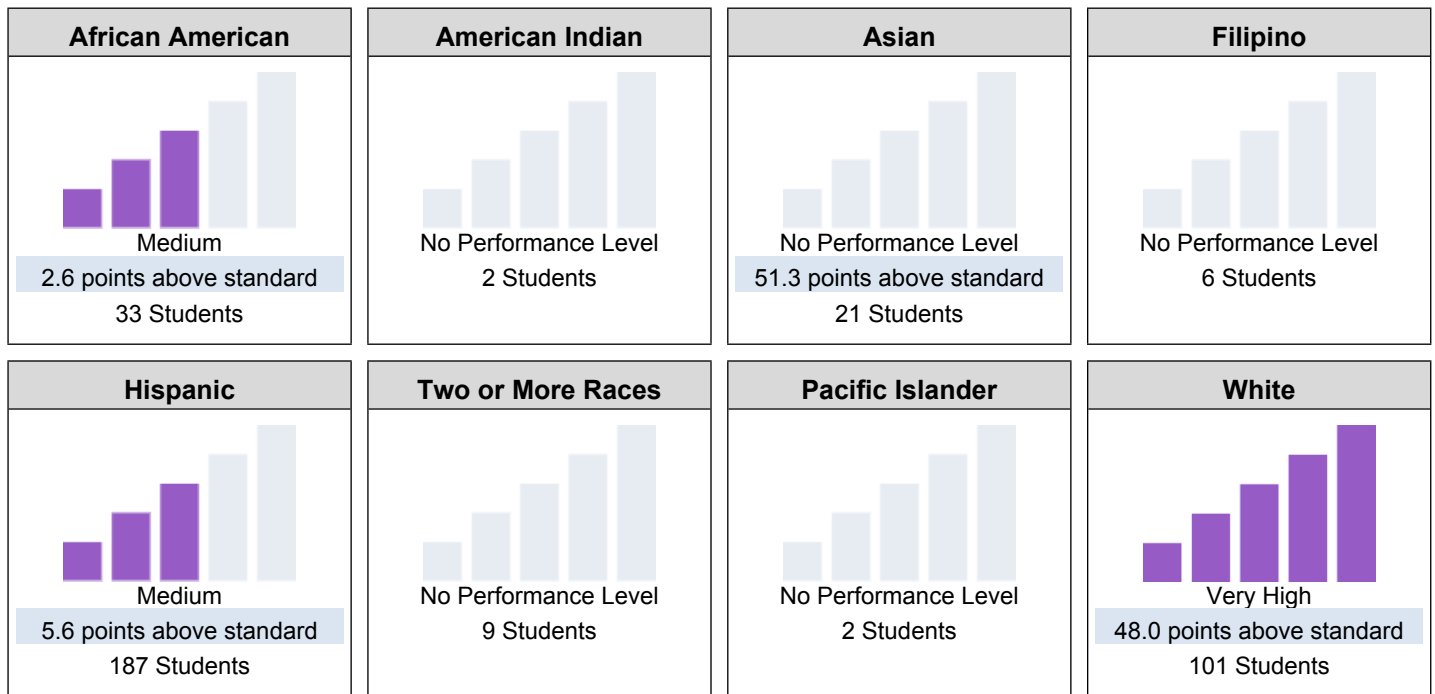 African American
Medium
2.6 points above standard
33 Students
American Indian
No Performance Level
2 Students
Asian
No Performance Level
51.3 points above standard
21 Students
Filipino
No Performance Level
6 Students
Hispanic
Medium
5.6 points above standard
187 Students
Two or More Races
No Performance Level
9 Students
Pacific Islander
No Performance Level
2 Students
White
Very High
48.0 points above standard
101 Students